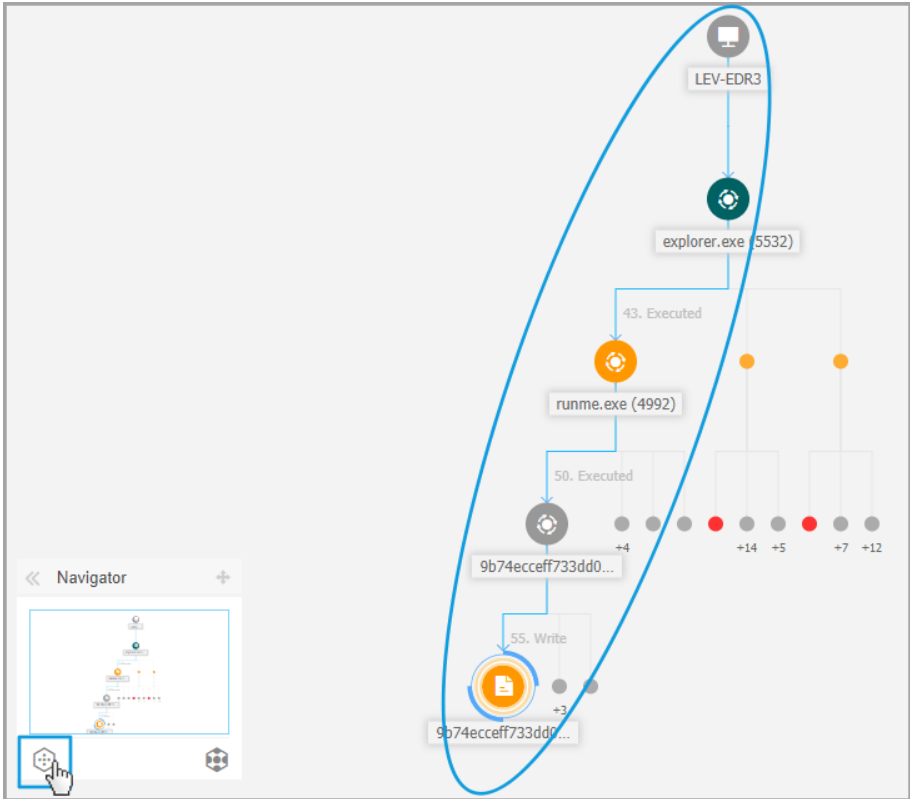 LEV-EDR3
explorer.exe (5532)
43. Executed
runme.exe (4992)
50. Executed
+4
+14
+5
+7
+12
9b74ecceff733dd0...
Navigator
55. Write
+3
9b74ecceff733dd0...